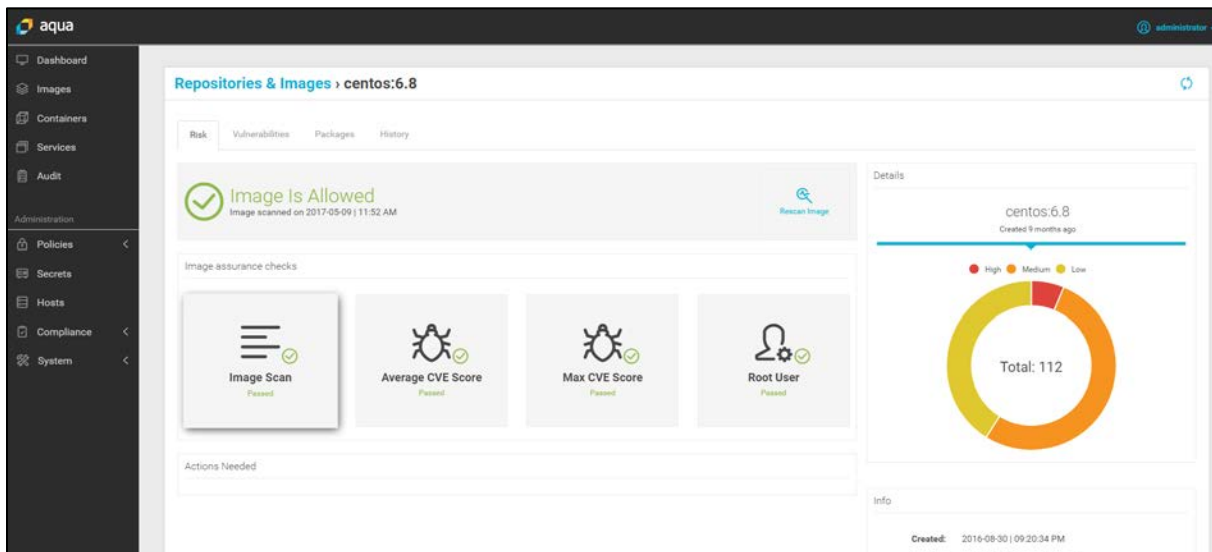 aqua
administrator
Dashboard
Images
Containers
Services
Audit
Administration
Policies
Secrets
Hosts
Compliance
System
Repositories & Images › centos:6.8
Risk Vulnerabilities Packages History
Image Is Allowed
Image scanned on 2017-05-09 | 11:52 AM
Rescan Image
Image assurance checks
Image Scan
Passed
Average CVE Score
Passed
Max CVE Score
Passed
Root User
Passed
Actions Needed
Details
centos:6.8
Created 9 months ago
High Medium Low
Total: 112
Info
Created: 2016-08-30 | 09:20:34 PM